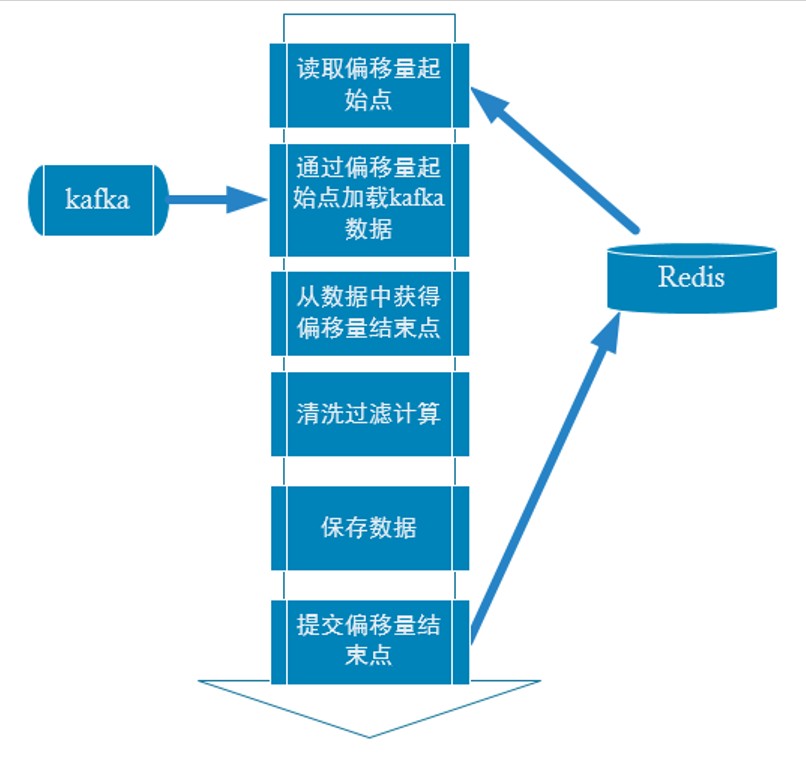 读取偏移量起
始点
通过偏移量起
始点加载kafka
数据
kafka
从数据中获得
偏移量结束点
Redis
清洗过滤计算
保存数据
提交偏移量结
束点